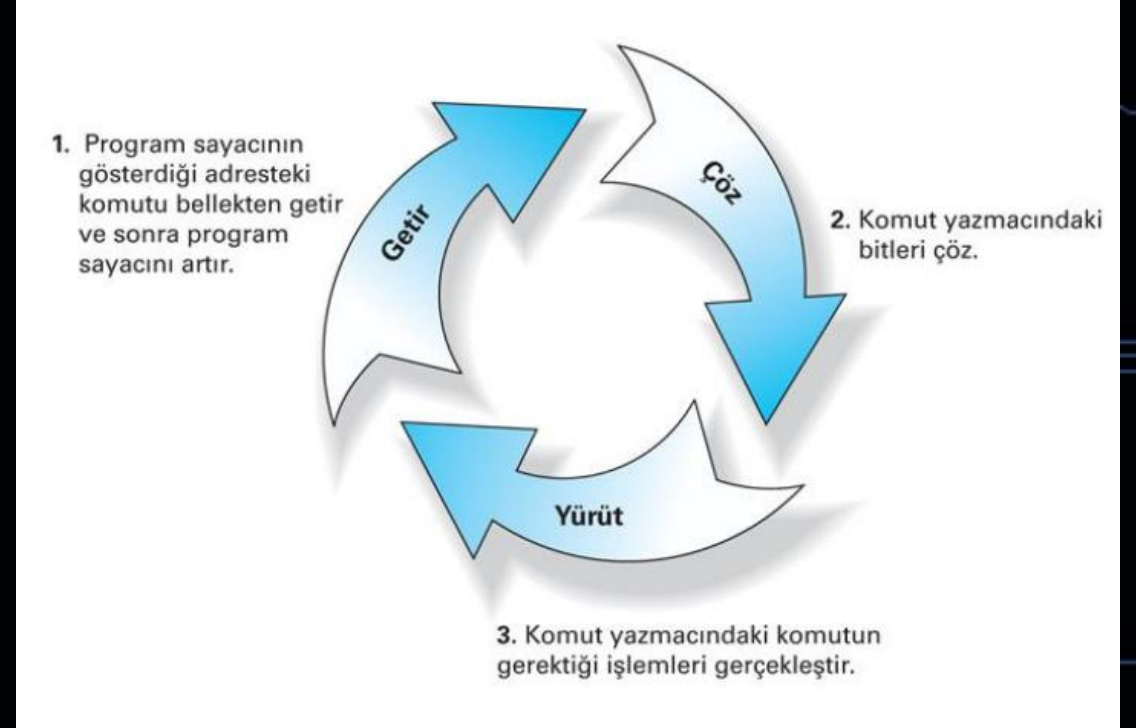 1. Program sayacının
gösterdiği adresteki
komutu bellekten getir
ve sonra program
sayacını artır.
Getir
Çöz
2. Komut yazmacındaki
bitleri çöz.
Yürüt
3. Komut yazmacındaki komutun
gerektiği işlemleri gerçekleştir.